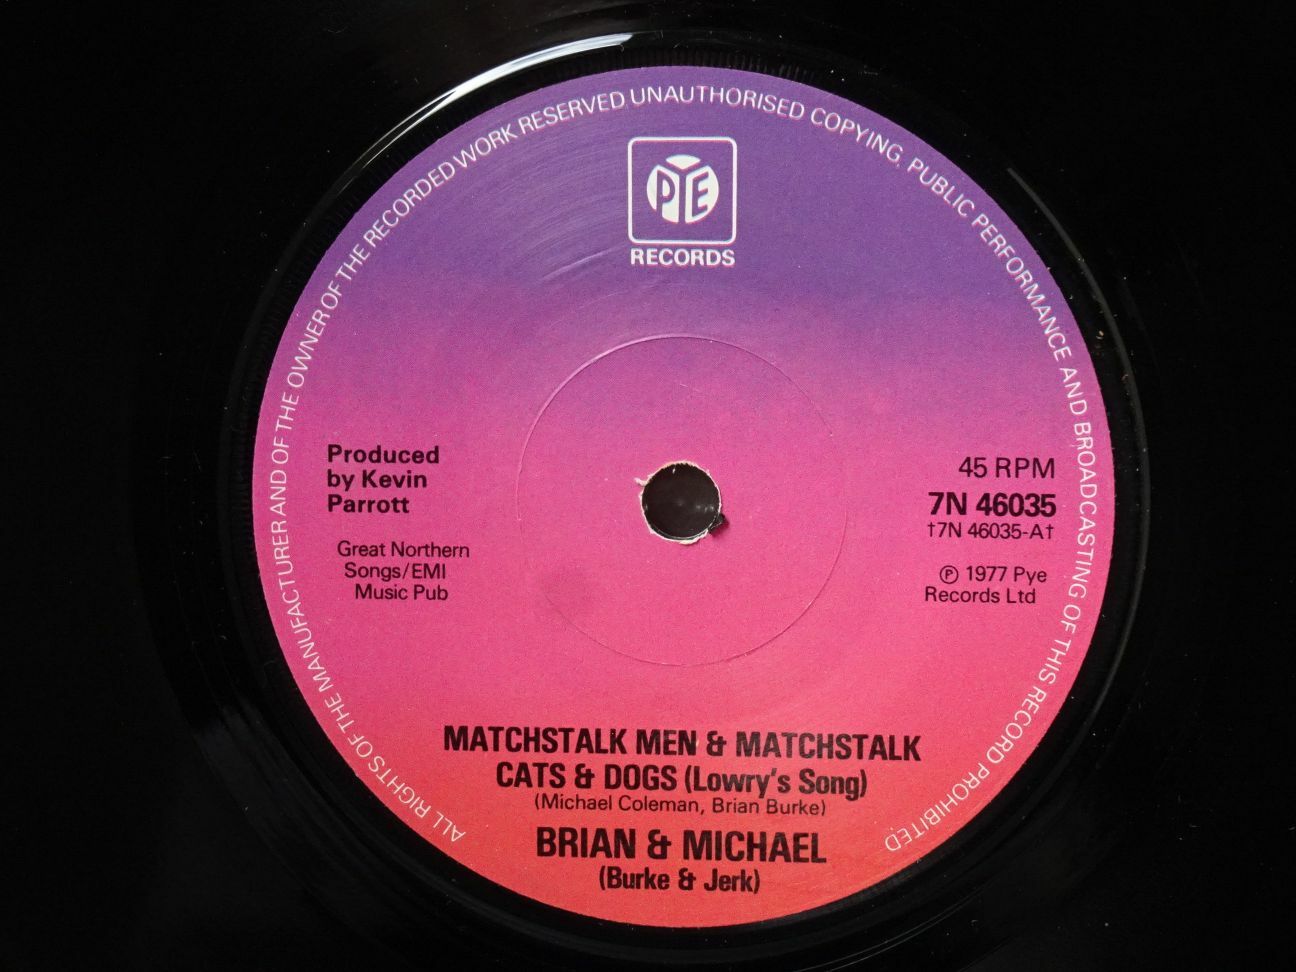 ALL RIGHTS OF THE MANUFACTURER AND OF THE OWNER OF THE RECORDED WORK RESERVED UNAUTHORISED COPYING, PUBLIC PERFORMANCE AND BROADCASTING OF THIS RECORD PROHIBITED
PYE
RECORDS
Produced
by Kevin
Parrott
Great Northern
Songs/EMI
Music Pub
45 RPM
7N 46035
†7N 46035-A†
℗ 1977 Pye
Records Ltd
MATCHSTALK MEN & MATCHSTALK
CATS & DOGS (Lowry's Song)
(Michael Coleman, Brian Burke)
BRIAN & MICHAEL
(Burke & Jerk)